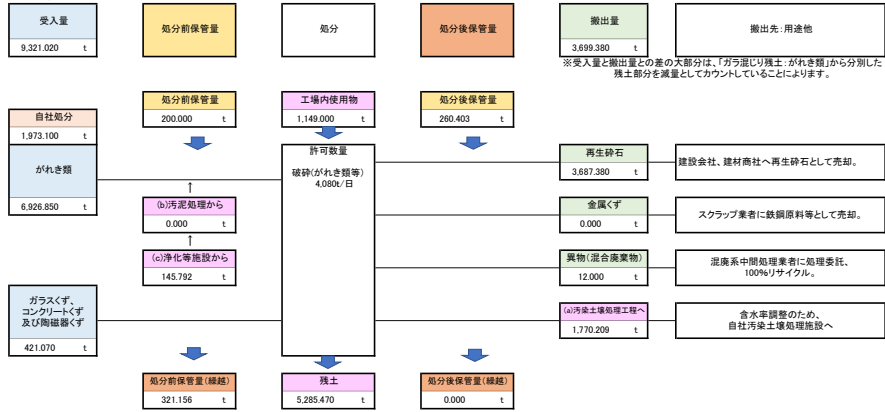 受入量
9,321.020 t
処分前保管量
処分
処分後保管量
搬出量
3,699.380 t
搬出先：用途他
※受入量と搬出量との差の大部分は、「ガラ混じり残土：がれき類」から分別した
残土部分を減量としてカウントしていることによります。
処分前保管量
200.000 t
工場内使用物
1,149.000 t
処分後保管量
260.403 t
自社処分
1,973.100 t
がれき類
6,926.850 t
許可数量
破砕(がれき類等)
4,080t/日
再生砕石
3,687.380 t
建設会社、建材商社へ再生砕石として売却。
↑
(b)汚泥処理から
0.000 t
金属くず
0.000 t
スクラップ業者に鉄鋼原料等として売却。
↑
(c)浄化等施設から
145.792 t
異物(混合廃棄物)
12.000 t
混廃系中間処理業者に処理委託、
100%リサイクル。
ガラスくず、
コンクリートくず
及び陶磁器くず
421.070 t
(a)汚染土壌処理工程へ
1,770.209 t
含水率調整のため、
自社汚染土壌処理施設へ
処分前保管量(繰越)
321.156 t
残土
5,285.470 t
処分後保管量(繰越)
0.000 t